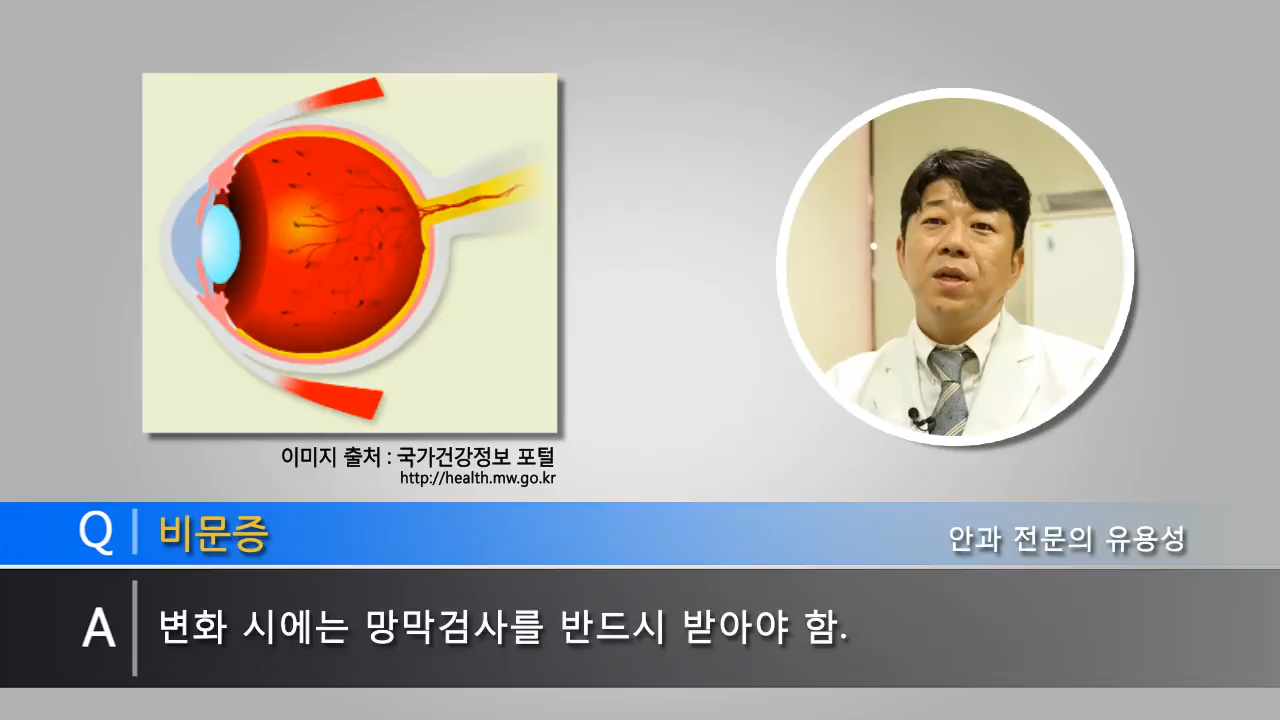 이미지 출처 : 국가건강정보 포털
http://health.mw.go.kr
Q 비문증
안과 전문의 유용성
A 변화 시에는 망막검사를 반드시 받아야 함.